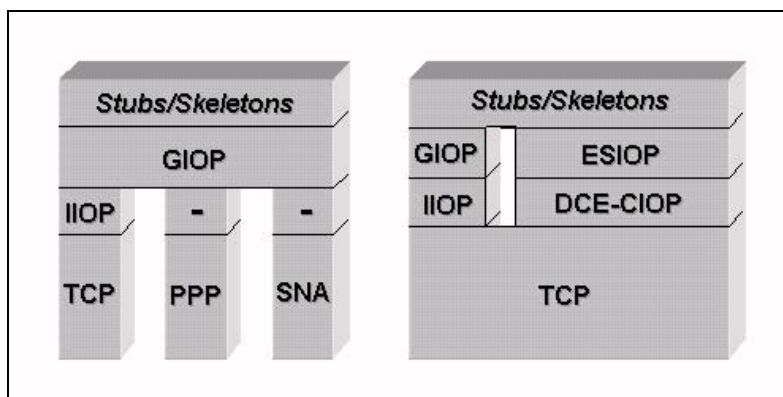 Stubs/Skeletons
GIOP
IIOP - -
TCP PPP SNA
Stubs/Skeletons
GIOP ESIOP
IIOP DCE-CIOP
TCP